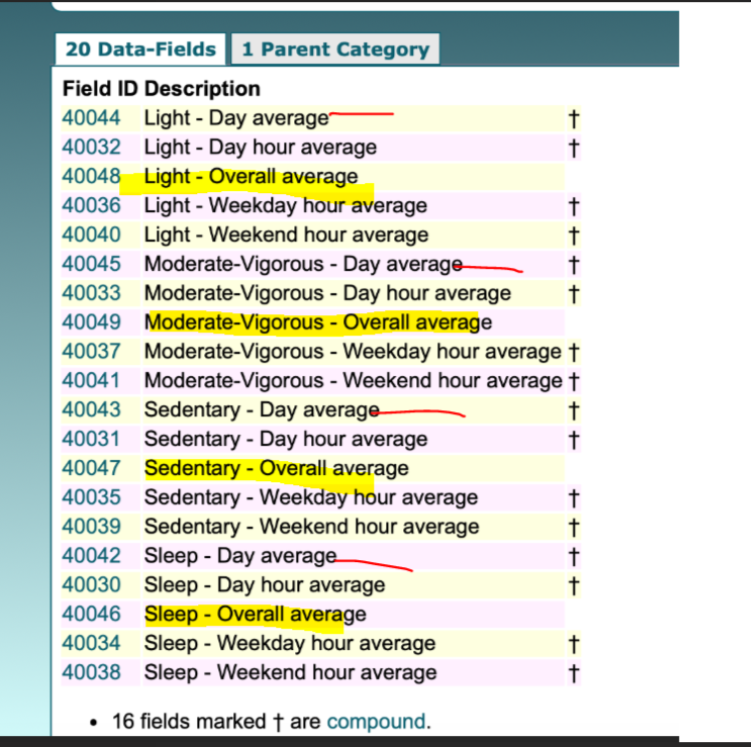 20 Data-Fields 1 Parent Category
Field ID Description
40044 Light - Day average †
40032 Light - Day hour average †
40048 Light - Overall average
40036 Light - Weekday hour average †
40040 Light - Weekend hour average †
40045 Moderate-Vigorous - Day average †
40033 Moderate-Vigorous - Day hour average †
40049 Moderate-Vigorous - Overall average
40037 Moderate-Vigorous - Weekday hour average †
40041 Moderate-Vigorous - Weekend hour average †
40043 Sedentary - Day average †
40031 Sedentary - Day hour average †
40047 Sedentary - Overall average
40035 Sedentary - Weekday hour average †
40039 Sedentary - Weekend hour average †
40042 Sleep - Day average †
40030 Sleep - Day hour average †
40046 Sleep - Overall average
40034 Sleep - Weekday hour average †
40038 Sleep - Weekend hour average †
• 16 fields marked † are compound.